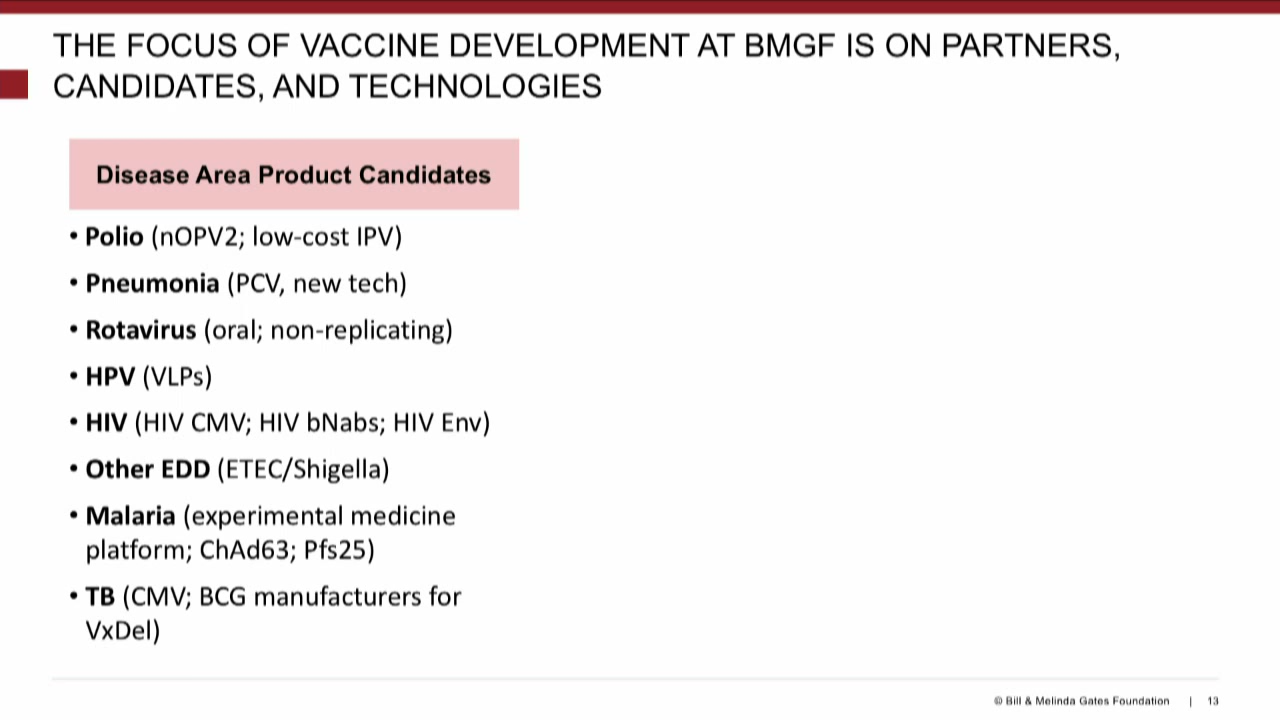 THE FOCUS OF VACCINE DEVELOPMENT AT BMGF IS ON PARTNERS,
CANDIDATES, AND TECHNOLOGIES
Disease Area Product Candidates
• Polio (nOPV2; low-cost IPV)
• Pneumonia (PCV, new tech)
• Rotavirus (oral; non-replicating)
• HPV (VLPs)
• HIV (HIV CMV; HIV bNabs; HIV Env)
• Other EDD (ETEC/Shigella)
• Malaria (experimental medicine
platform; ChAd63; Pfs25)
• TB (CMV; BCG manufacturers for
VxDel)
© Bill & Melinda Gates Foundation | 13